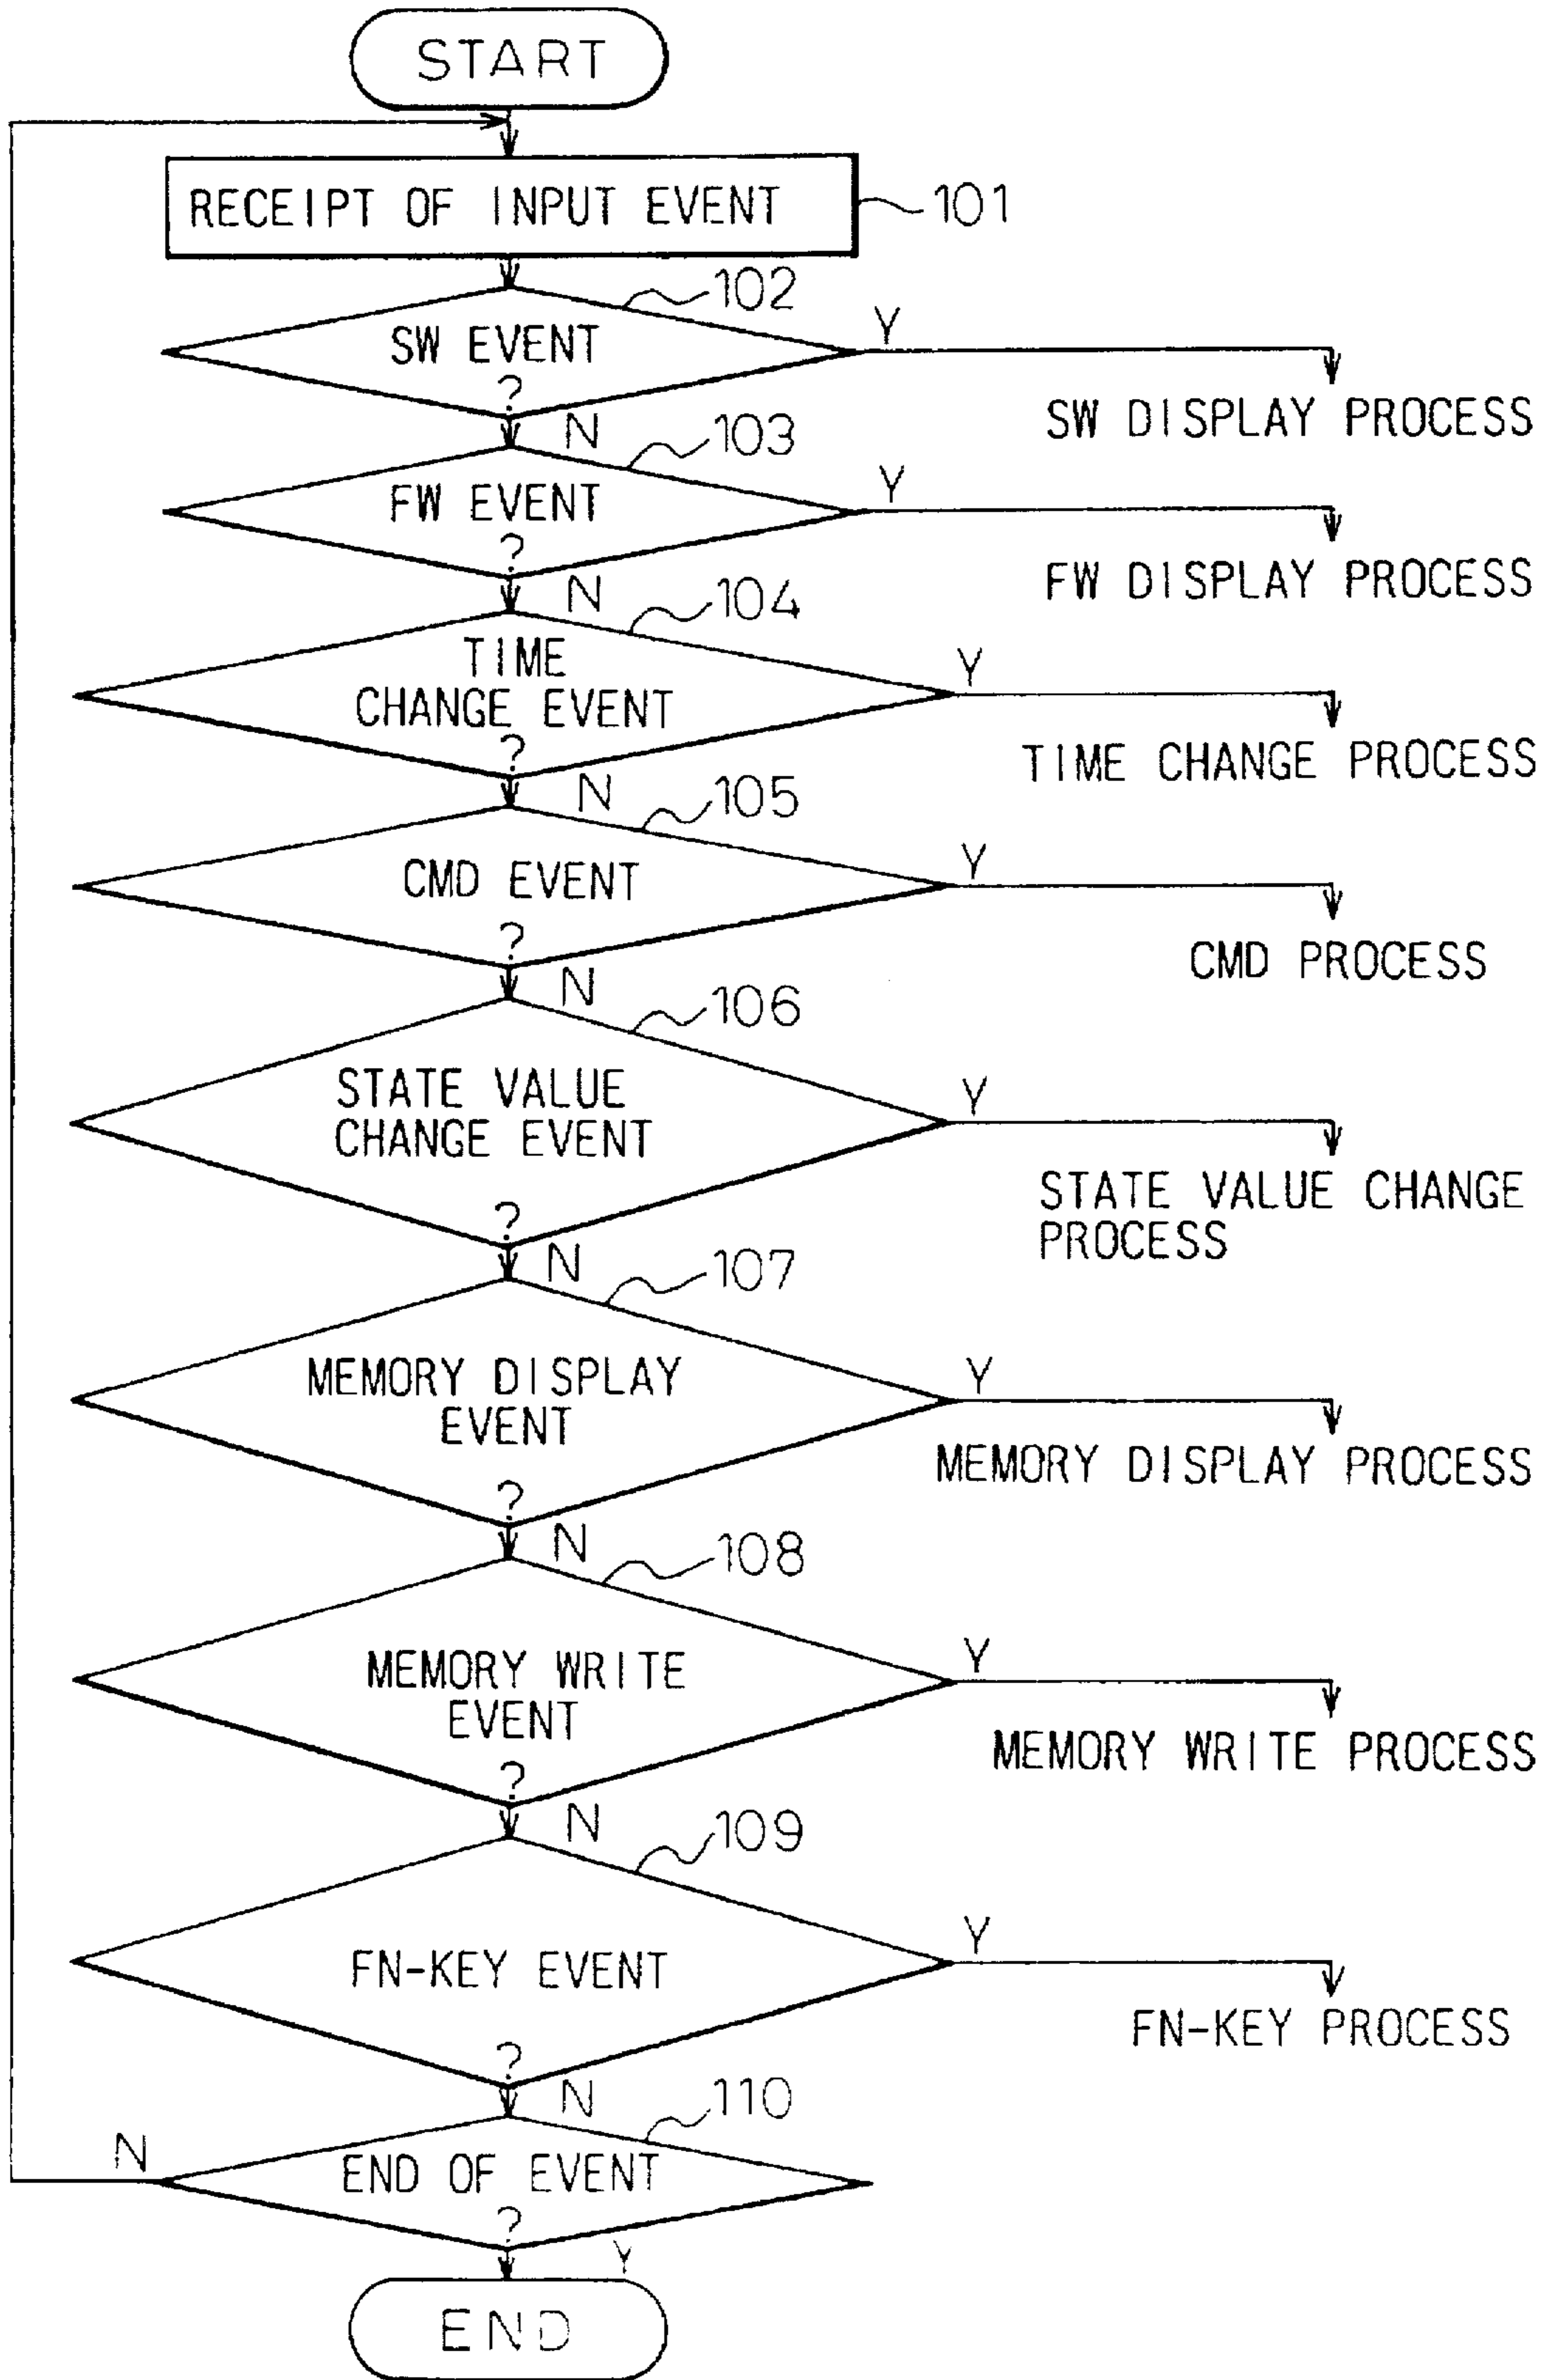 START
RECEIPT OF INPUT EVENT
101
102
SW EVENT
?
Y
N
SW DISPLAY PROCESS
103
FW EVENT
?
Y
N
FW DISPLAY PROCESS
104
TIME
CHANGE EVENT
?
Y
N
TIME CHANGE PROCESS
105
CMD EVENT
?
Y
N
CMD PROCESS
106
STATE VALUE
CHANGE EVENT
?
Y
N
STATE VALUE CHANGE
PROCESS
107
MEMORY DISPLAY
EVENT
?
Y
N
MEMORY DISPLAY PROCESS
108
MEMORY WRITE
EVENT
?
Y
N
MEMORY WRITE PROCESS
109
FN-KEY EVENT
?
Y
N
FN-KEY PROCESS
110
N
END OF EVENT
?
Y
END